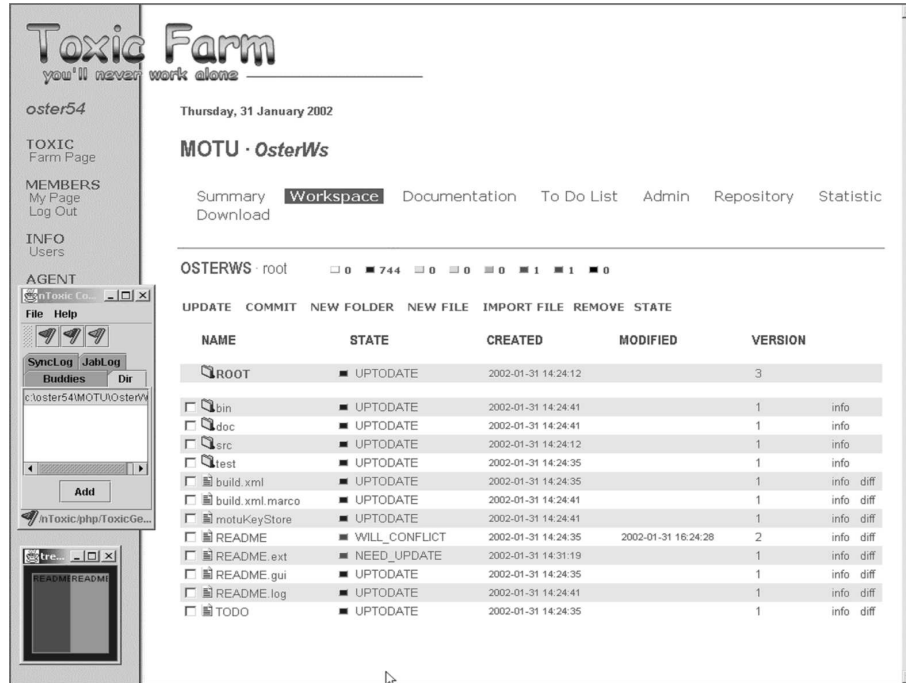 Toxic Farm
you'll never work alone
oster54
TOXIC
Farm Page
MEMBERS
My Page
Log Out
INFO
Users
AGENT
nToxic Co...
File Help
SyncLog JabLog
Buddies Dir
c:\oster54\MOTU\OsterW
Add
/nToxic/php/ToxicGe...
tre...
README README
Thursday, 31 January 2002
MOTU · OsterWs
Summary Workspace Documentation To Do List Admin Repository Statistic
Download
OSTERWS · root 0 744 0 0 0 1 1 0
UPDATE COMMIT NEW FOLDER NEW FILE IMPORT FILE REMOVE STATE
NAME STATE CREATED MODIFIED VERSION
ROOT UPTODATE 2002-01-31 14:24:12 3
bin UPTODATE 2002-01-31 14:24:41 1 info
doc UPTODATE 2002-01-31 14:24:41 1 info
src UPTODATE 2002-01-31 14:24:12 1 info
test UPTODATE 2002-01-31 14:24:35 1 info
build.xml UPTODATE 2002-01-31 14:24:35 1 info diff
build.xml.marco UPTODATE 2002-01-31 14:24:41 1 info diff
motuKeyStore UPTODATE 2002-01-31 14:24:41 1 info diff
README WILL_CONFLICT 2002-01-31 14:24:35 2002-01-31 16:24:28 2 info diff
README.ext NEED_UPDATE 2002-01-31 14:31:19 1 info diff
README.gui UPTODATE 2002-01-31 14:24:35 1 info diff
README.log UPTODATE 2002-01-31 14:24:41 1 info diff
TODO UPTODATE 2002-01-31 14:24:35 1 info diff